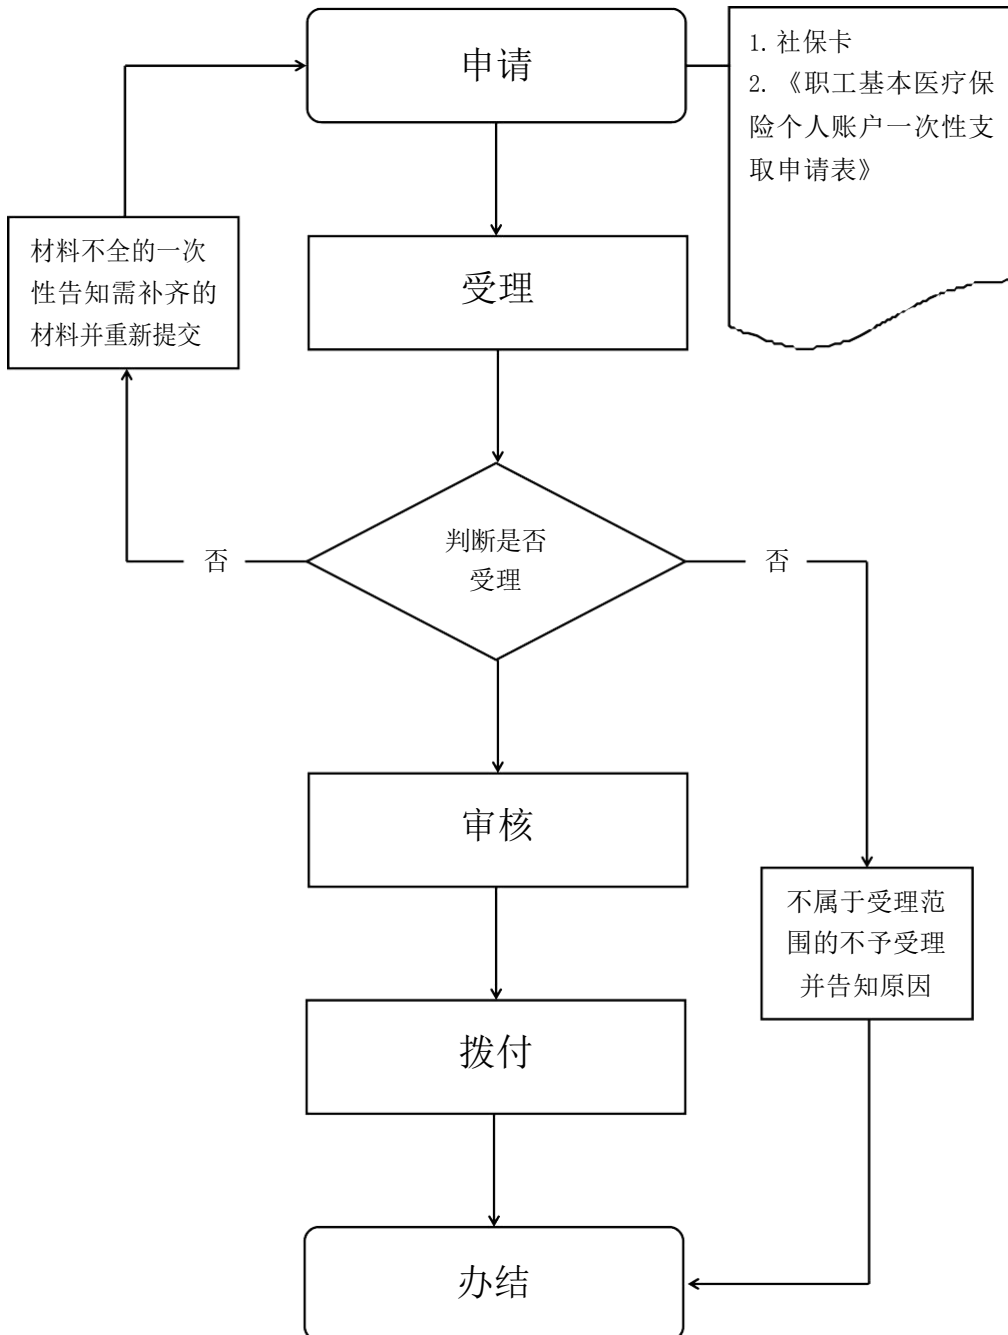 申请
1. 社保卡
2. 《职工基本医疗保
险个人账户一次性支
取申请表》
材料不全的一次
性告知需补齐的
材料并重新提交
受理
判断是否
受理
否
否
审核
不属于受理范
围的不予受理
并告知原因
拨付
办结